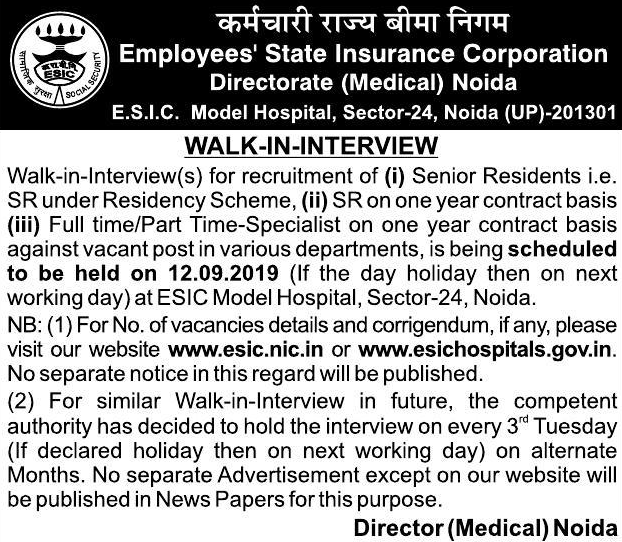 कर्मचारी राज्य बीमा निगम
Employees' State Insurance Corporation
Directorate (Medical) Noida
E.S.I.C. Model Hospital, Sector-24, Noida (UP)-201301
क.रा.बी.नि.
ESIC
सामाजिक सुरक्षा
SOCIAL SECURITY
WALK-IN-INTERVIEW
Walk-in-Interview(s) for recruitment of (i) Senior Residents i.e.
SR under Residency Scheme, (ii) SR on one year contract basis
(iii) Full time/Part Time-Specialist on one year contract basis
against vacant post in various departments, is being scheduled
to be held on 12.09.2019 (If the day holiday then on next
working day) at ESIC Model Hospital, Sector-24, Noida.
NB: (1) For No. of vacancies details and corrigendum, if any, please
visit our website www.esic.nic.in or www.esichospitals.gov.in.
No separate notice in this regard will be published.
(2) For similar Walk-in-Interview in future, the competent
authority has decided to hold the interview on every 3rd Tuesday
(If declared holiday then on next working day) on alternate
Months. No separate Advertisement except on our website will
be published in News Papers for this purpose.
Director (Medical) Noida